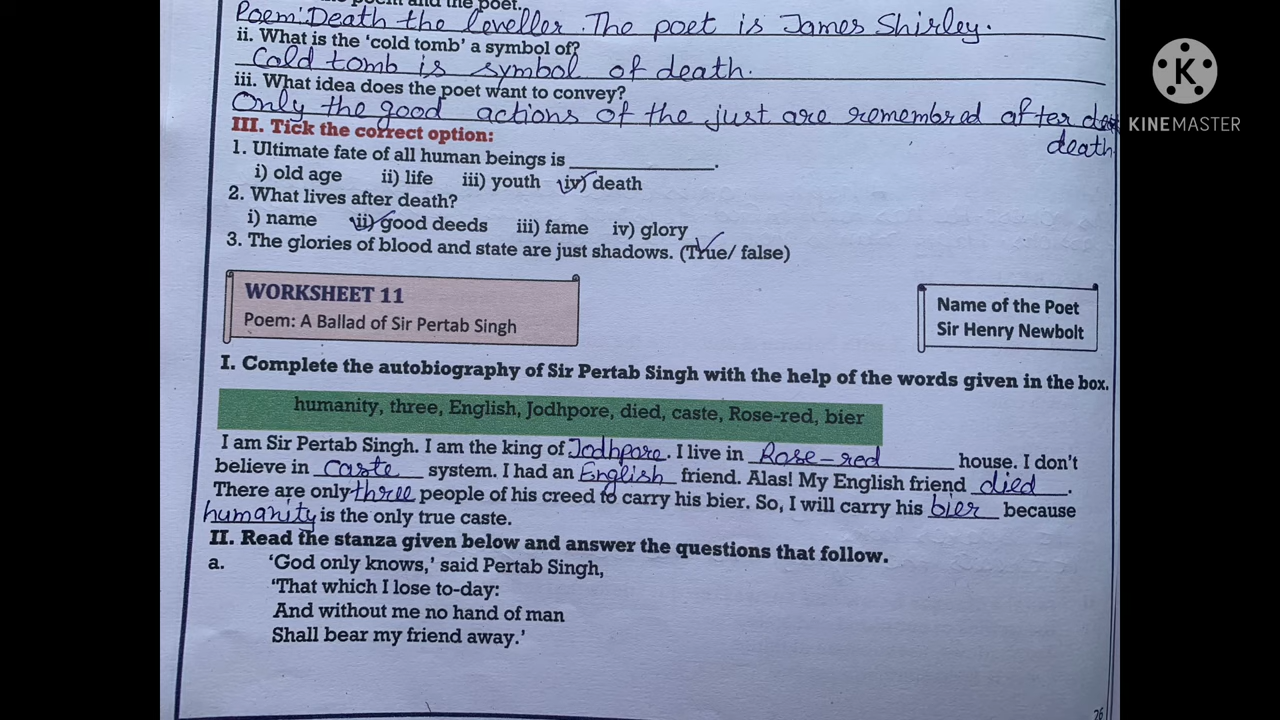 poem and the poet.
Poem: Death the leveller. The poet is James Shirley.
ii. What is the 'cold tomb' a symbol of?
Cold tomb is symbol of death.
iii. What idea does the poet want to convey?
Only the good actions of the just are remembred after
death
III. Tick the correct option:
1. Ultimate fate of all human beings is ____________.
i) old age ii) life iii) youth iv) death
2. What lives after death?
i) name ii) good deeds iii) fame iv) glory
3. The glories of blood and state are just shadows. (True/ false)
WORKSHEET 11
Poem: A Ballad of Sir Pertab Singh
Name of the Poet
Sir Henry Newbolt
I. Complete the autobiography of Sir Pertab Singh with the help of the words given in the box.
humanity, three, English, Jodhpore, died, caste, Rose-red, bier
I am Sir Pertab Singh. I am the king of Jodhpore. I live in Rose-red house. I don't
believe in caste system. I had an English friend. Alas! My English friend died.
There are only three people of his creed to carry his bier. So, I will carry his bier because
humanity is the only true caste.
II. Read the stanza given below and answer the questions that follow.
a. 'God only knows,' said Pertab Singh,
'That which I lose to-day:
And without me no hand of man
Shall bear my friend away.'
K
KINEMASTER